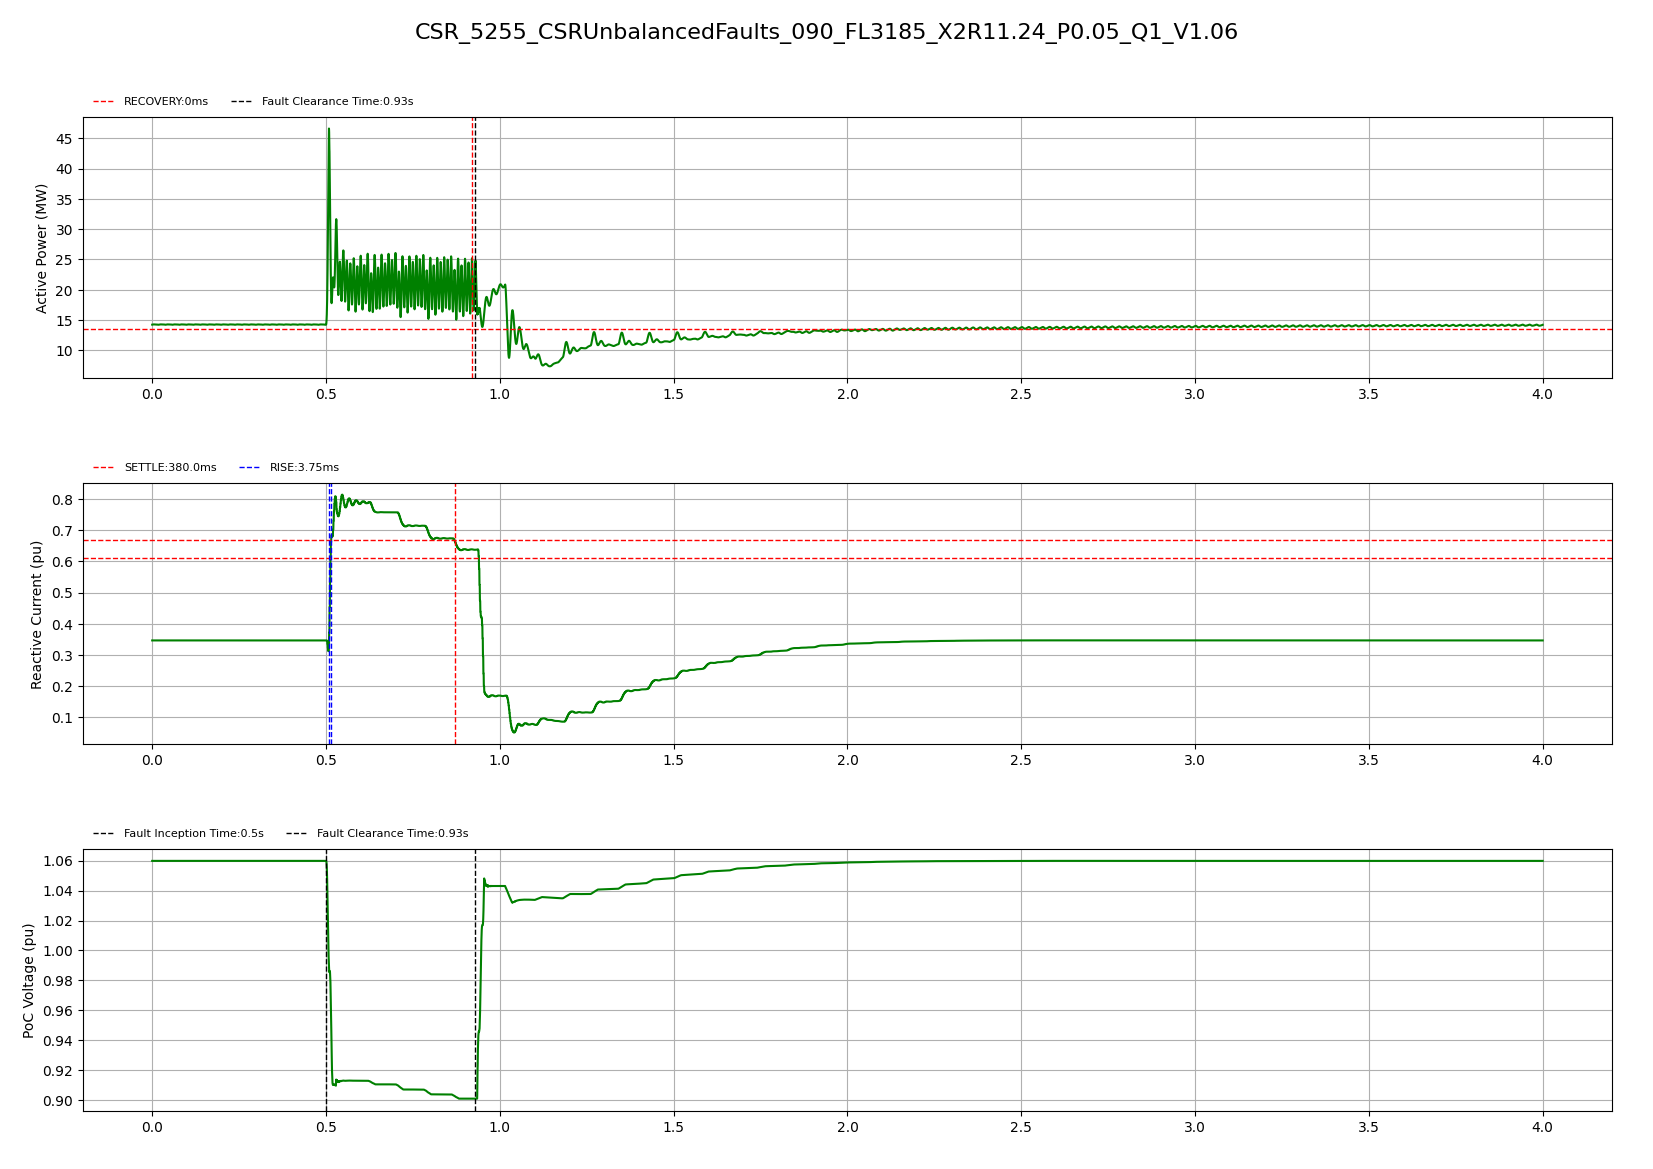 CSR_5255_CSRUnbalancedFaults_090_FL3185_X2R11.24_P0.05_Q1_V1.06
RECOVERY:0ms Fault Clearance Time:0.93s
Active Power (MW)
45
40
35
30
25
20
15
10
0.0 0.5 1.0 1.5 2.0 2.5 3.0 3.5 4.0
SETTLE:380.0ms RISE:3.75ms
Reactive Current (pu)
0.8
0.7
0.6
0.5
0.4
0.3
0.2
0.1
0.0 0.5 1.0 1.5 2.0 2.5 3.0 3.5 4.0
Fault Inception Time:0.5s Fault Clearance Time:0.93s
PoC Voltage (pu)
1.06
1.04
1.02
1.00
0.98
0.96
0.94
0.92
0.90
0.0 0.5 1.0 1.5 2.0 2.5 3.0 3.5 4.0